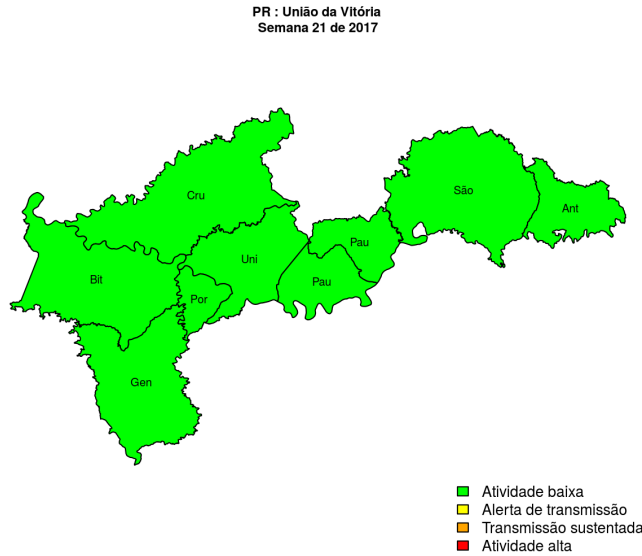 PR : União da Vitória
Semana 21 de 2017
Cru
São
Ant
Pau
Uni
Bit
Pau
Por
Gen
Atividade baixa
Alerta de transmissão
Transmissão sustentada
Atividade alta